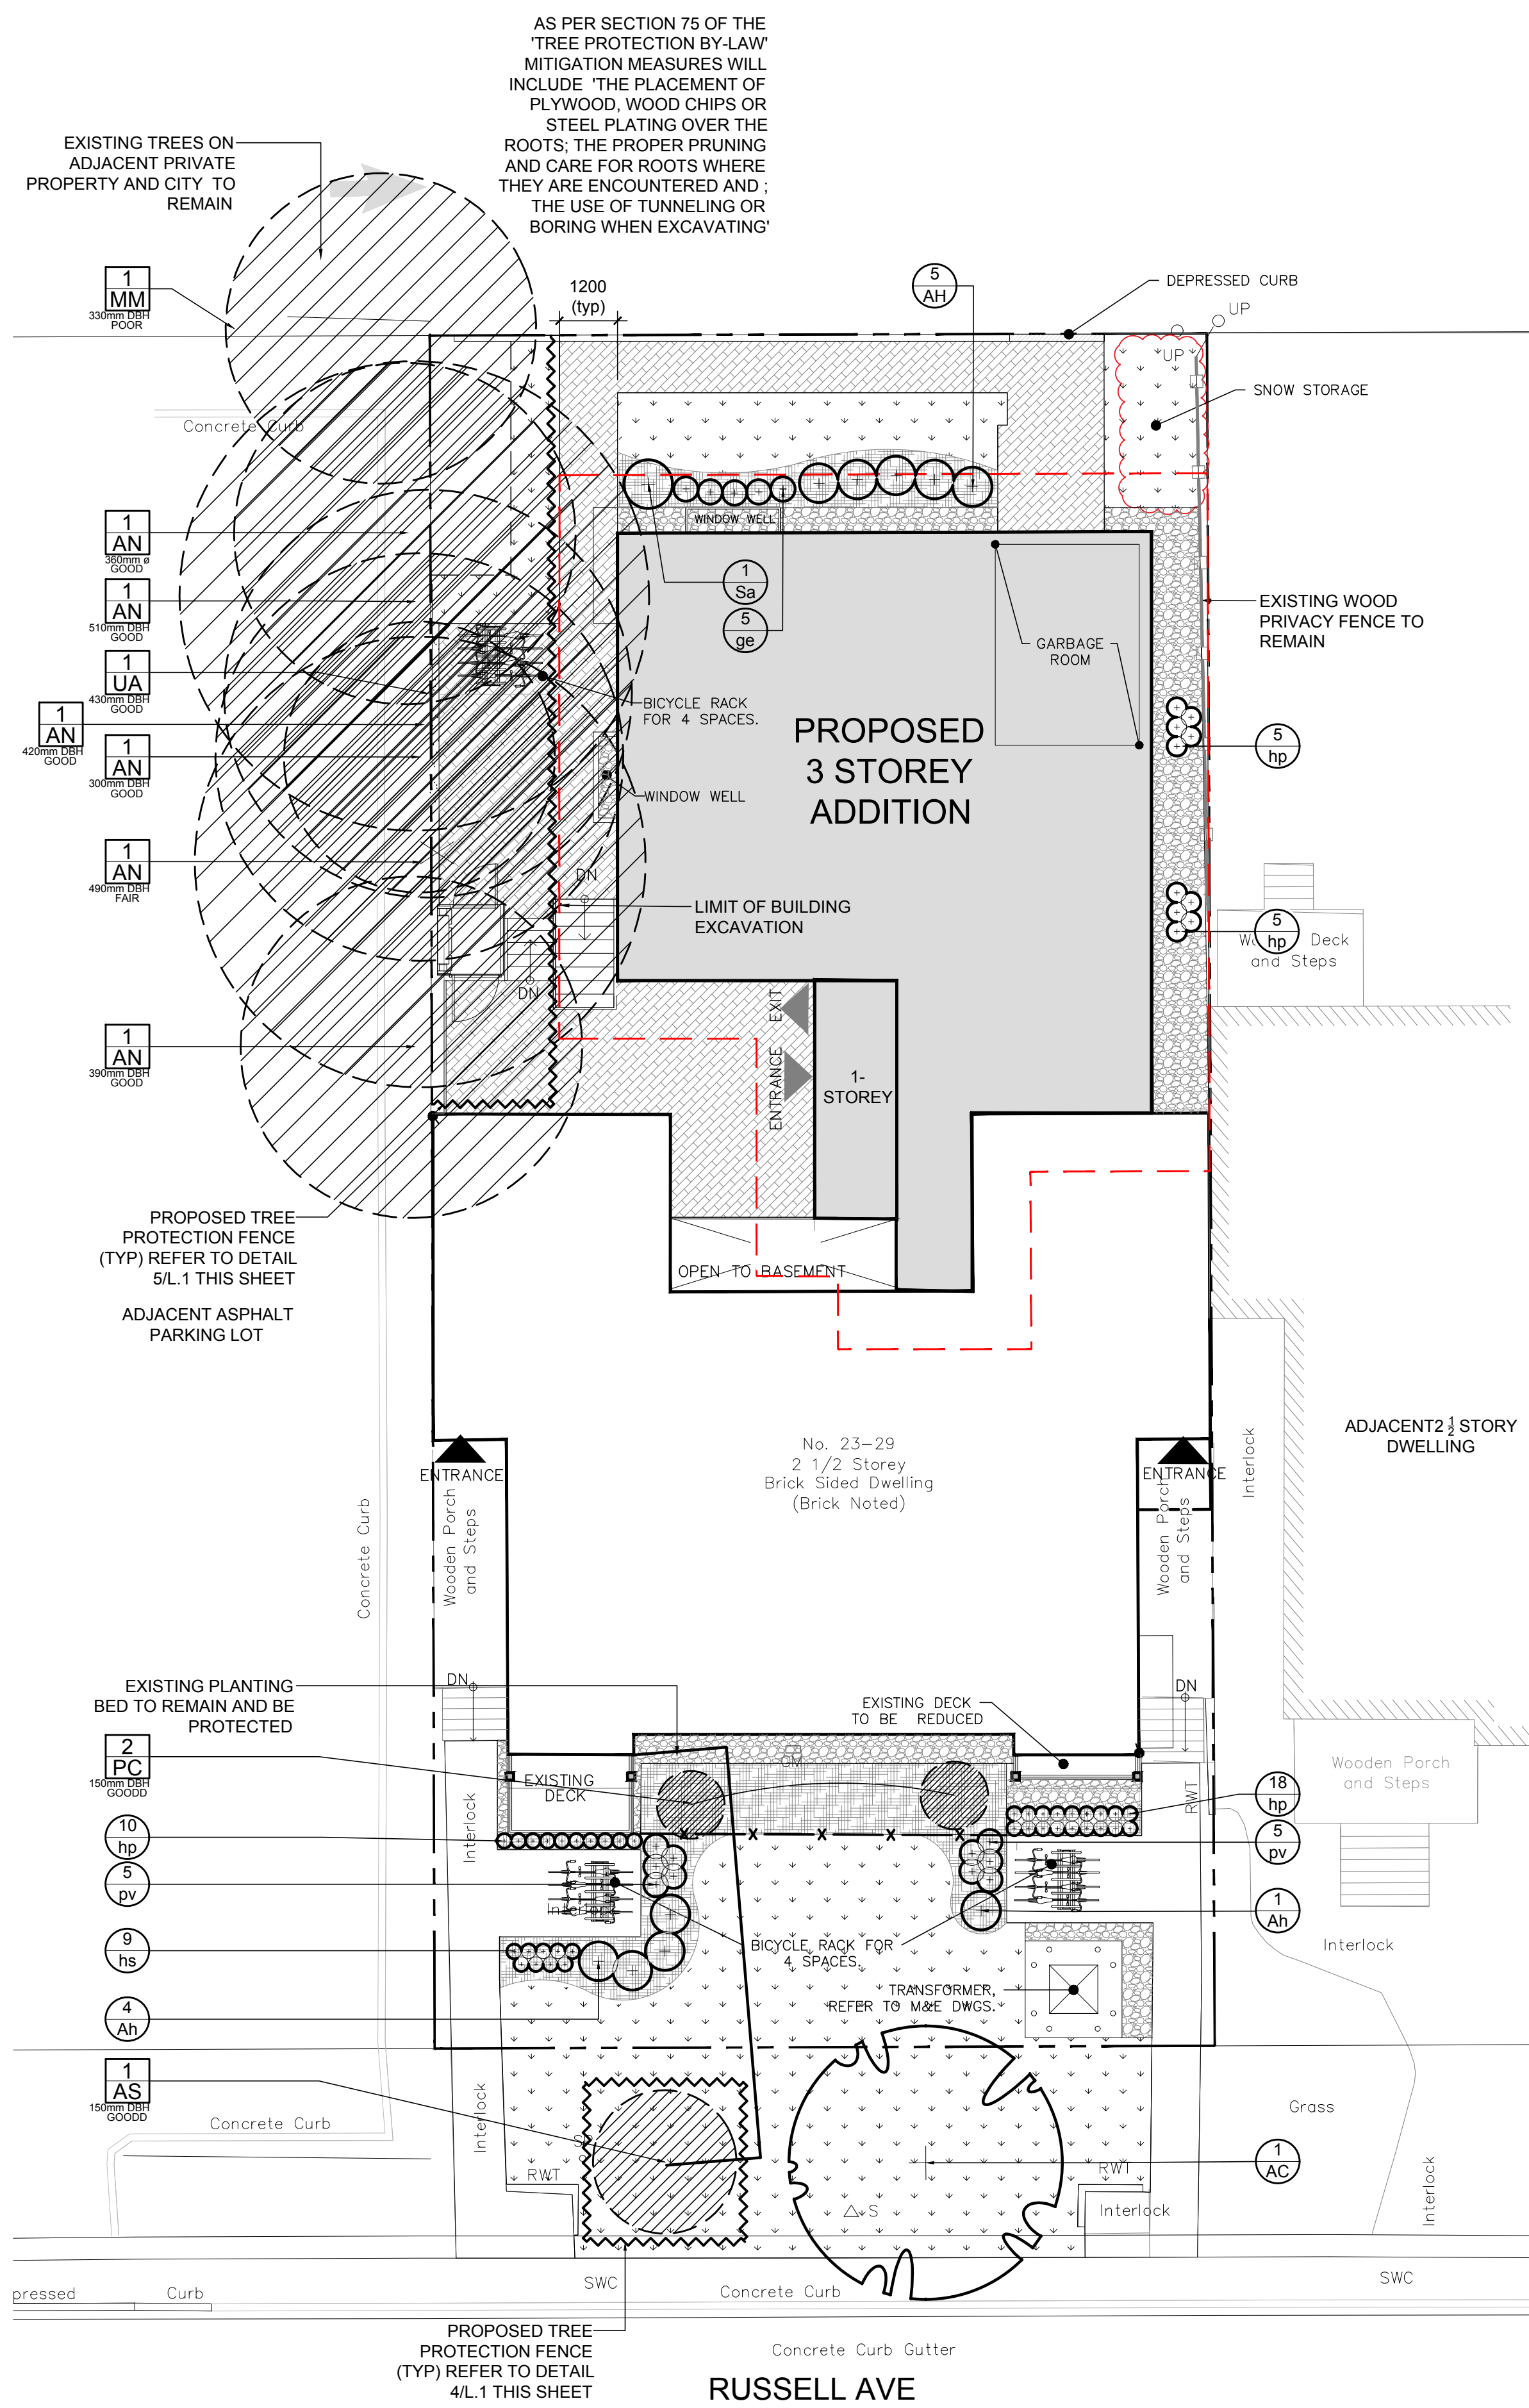 AS PER SECTION 75 OF THE
'TREE PROTECTION BY-LAW'
MITIGATION MEASURES WILL
INCLUDE 'THE PLACEMENT OF
PLYWOOD, WOOD CHIPS OR
STEEL PLATING OVER THE
ROOTS; THE PROPER PRUNING
AND CARE FOR ROOTS WHERE
THEY ARE ENCOUNTERED AND ;
THE USE OF TUNNELING OR
BORING WHEN EXCAVATING'
EXISTING TREES ON
ADJACENT PRIVATE
PROPERTY AND CITY TO
REMAIN
1
MM
330mm DBH
POOR
1200
(typ)
5
AH
DEPRESSED CURB
UP
UP
SNOW STORAGE
Concrete Curb
1
AN
360mm ø
GOOD
WINDOW WELL
1
Sa
5
ge
1
AN
510mm DBH
GOOD
EXISTING WOOD
PRIVACY FENCE TO
REMAIN
GARBAGE
ROOM
1
UA
430mm DBH
GOOD
BICYCLE RACK
FOR 4 SPACES.
1
AN
420mm DBH
GOOD
1
AN
300mm DBH
GOOD
PROPOSED
3 STOREY
ADDITION
5
hp
WINDOW WELL
1
AN
490mm DBH
FAIR
DN
LIMIT OF BUILDING
EXCAVATION
5
hp
Deck
and Steps
DN
EXIT
ENTRANCE
1-
STOREY
1
AN
390mm DBH
GOOD
PROPOSED TREE
PROTECTION FENCE
(TYP) REFER TO DETAIL
5/L.1 THIS SHEET
OPEN TO BASEMENT
ADJACENT ASPHALT
PARKING LOT
No. 23-29
2 1/2 Storey
Brick Sided Dwelling
(Brick Noted)
ADJACENT2 1/2 STORY
DWELLING
ENTRANCE
ENTRANCE
Interlock
Concrete Curb
Wooden Porch
and Steps
Wooden Porch
and Steps
DN
DN
EXISTING PLANTING
BED TO REMAIN AND BE
PROTECTED
EXISTING DECK
TO BE REDUCED
2
PC
150mm DBH
GOODD
GM
EXISTING
DECK
Wooden Porch
and Steps
RWT
18
hp
Interlock
10
hp
5
pv
5
pv
Interlock
1
Ah
9
hs
BICYCLE RACK FOR
4 SPACES.
Interlock
TRANSFORMER,
REFER TO M&E DWGS.
4
Ah
1
AS
150mm DBH
GOODD
Concrete Curb
Interlock
Grass
RWT
RWT
1
AC
S
Interlock
Interlock
SWC
SWC
pressed
Curb
Concrete Curb
PROPOSED TREE
PROTECTION FENCE
(TYP) REFER TO DETAIL
4/L.1 THIS SHEET
Concrete Curb Gutter
RUSSELL AVE